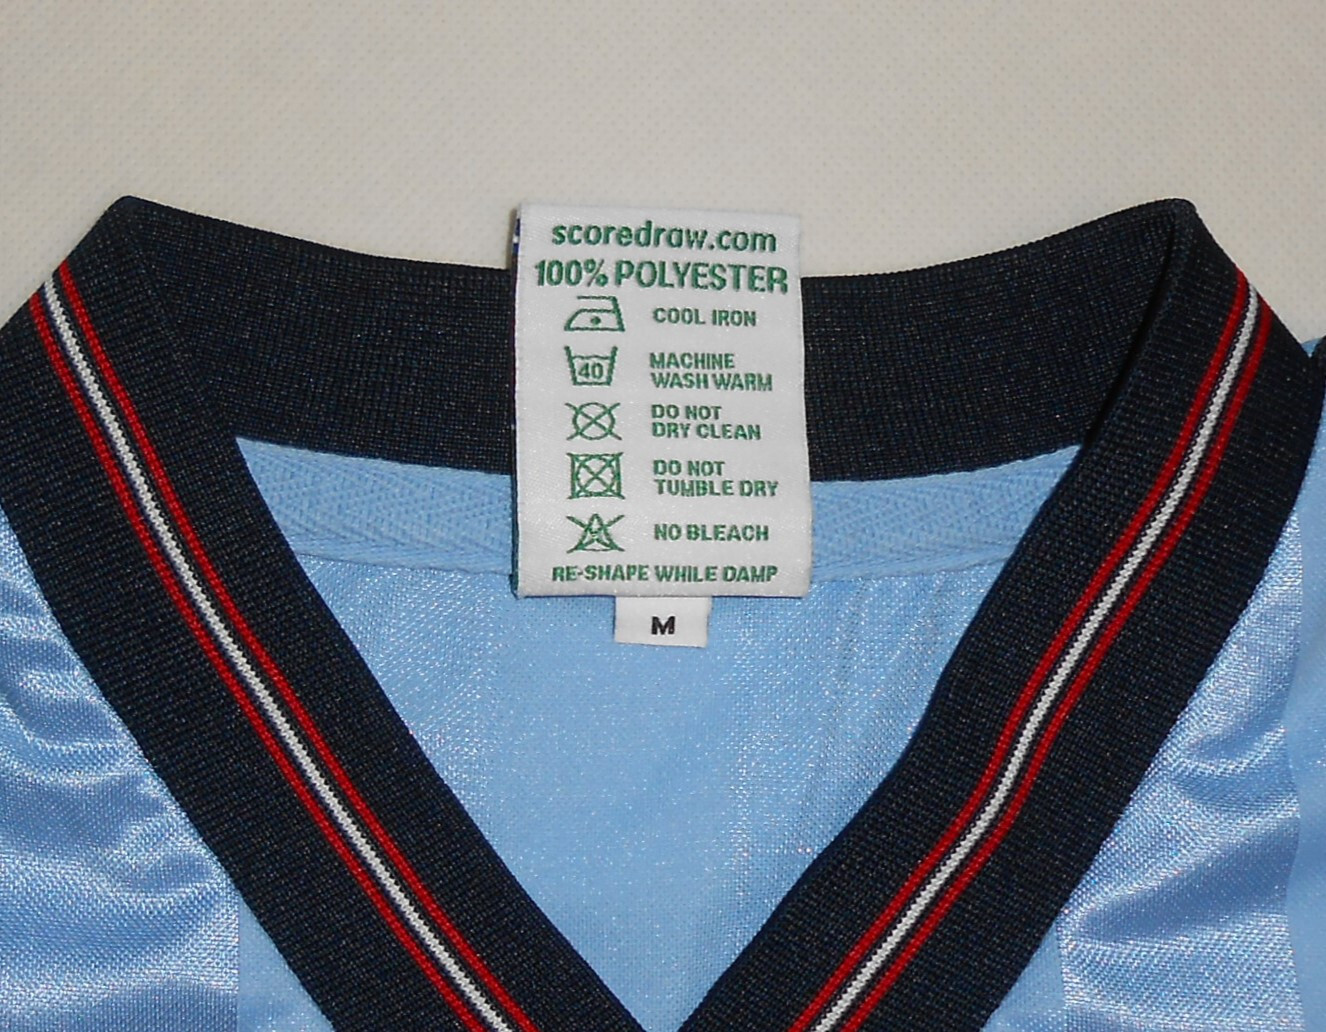 scoredraw.com
100% POLYESTER
COOL IRON
40
MACHINE
WASH WARM
DO NOT
DRY CLEAN
DO NOT
TUMBLE DRY
NO BLEACH
RE-SHAPE WHILE DAMP
M